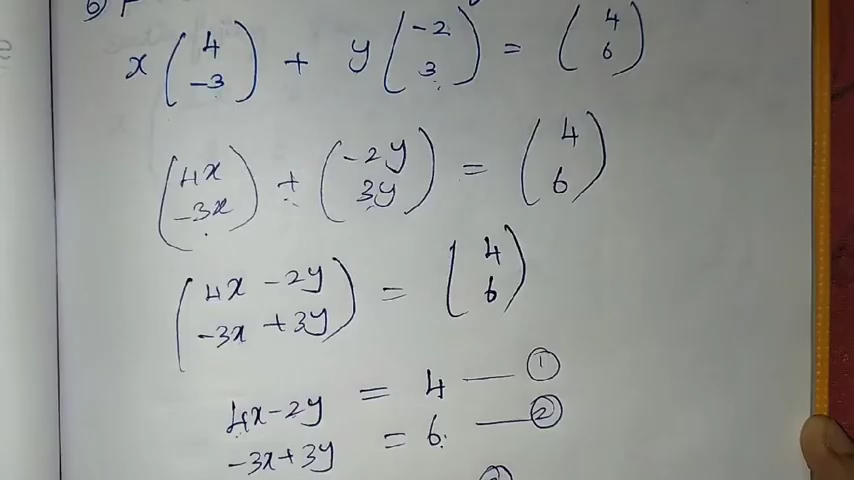 6)
x ( 4 -3 ) + y ( -2 3 ) = ( 4 6 )
( 4x -3x ) + ( -2y 3y ) = ( 4 6 )
( 4x -2y -3x +3y ) = ( 4 6 )
4x-2y = 4 — ①
-3x+3y = 6 — ②